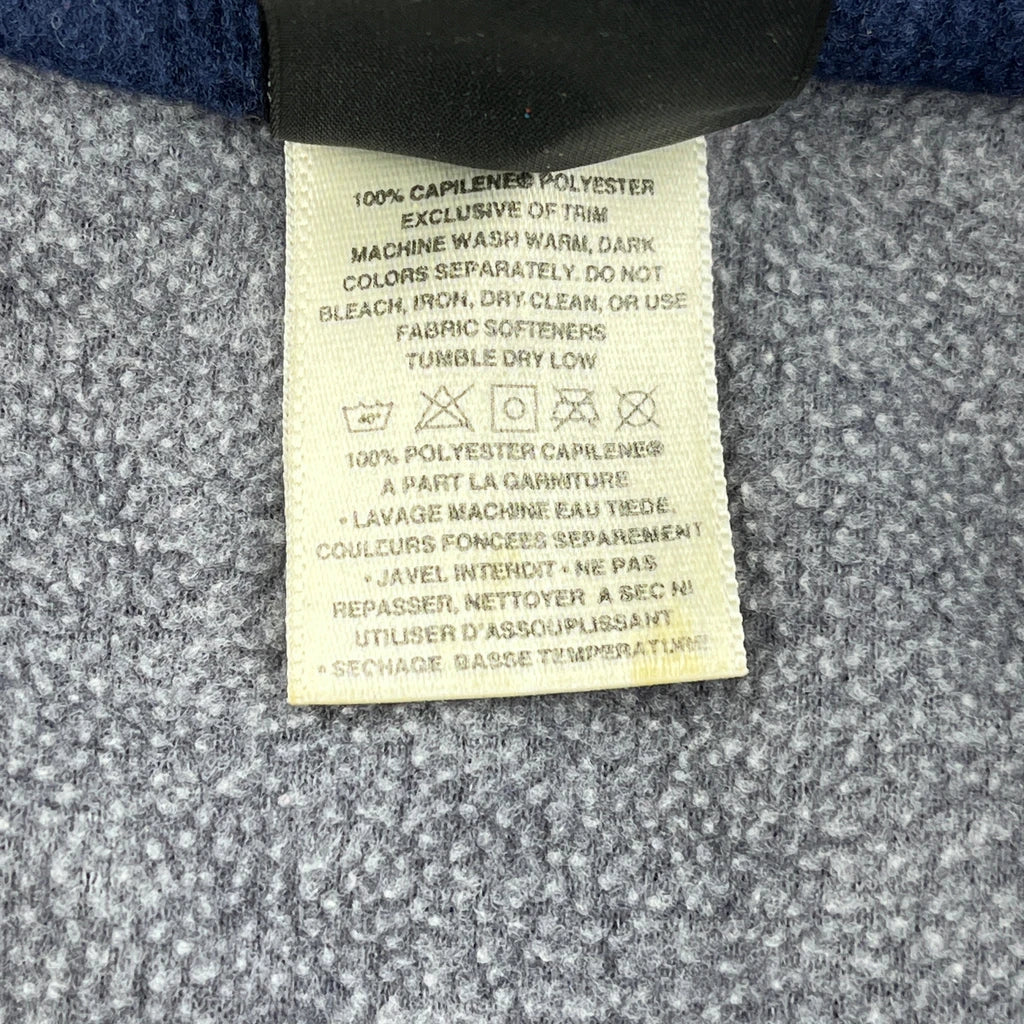 100% CAPILENE® POLYESTER
EXCLUSIVE OF TRIM
MACHINE WASH WARM, DARK
COLORS SEPARATELY. DO NOT
BLEACH, IRON, DRY CLEAN, OR USE
FABRIC SOFTENERS
TUMBLE DRY LOW
40°
100% POLYESTER CAPILENE®
A PART LA GARNITURE
• LAVAGE MACHINE EAU TIEDE.
COULEURS FONCEES SEPAREMENT
• JAVEL INTERDIT • NE PAS
REPASSER, NETTOYER A SEC NI
UTILISER D'ASSOUPLISSANT
• SECHAGE BASSE TEMPERATURE